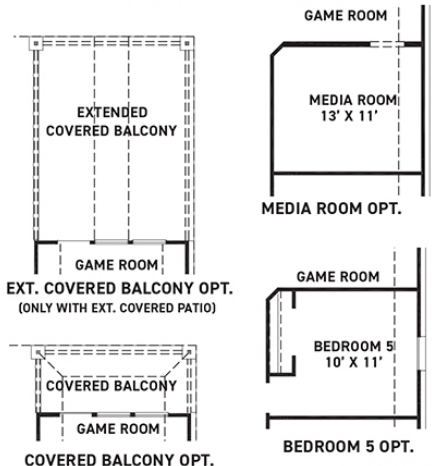 EXTENDED
COVERED BALCONY
GAME ROOM
EXT. COVERED BALCONY OPT.
(ONLY WITH EXT. COVERED PATIO)
COVERED BALCONY
GAME ROOM
COVERED BALCONY OPT.
GAME ROOM
MEDIA ROOM
13' X 11'
MEDIA ROOM OPT.
GAME ROOM
BEDROOM 5
10' X 11'
BEDROOM 5 OPT.